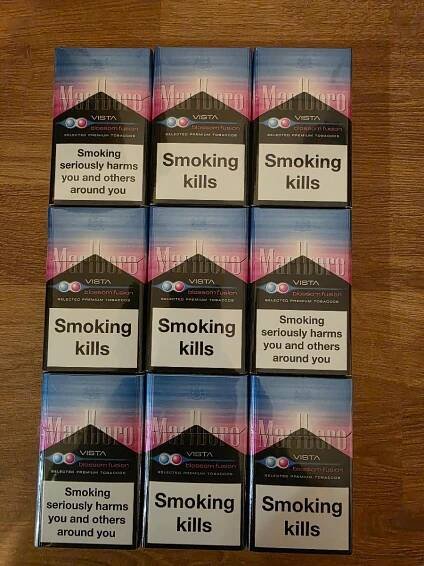 Marlboro
VISTA
blossom fusion
SELECTED PREMIUM TOBACCOS
Smoking
seriously harms
you and others
around you
Marlboro
VISTA
blossom fusion
SELECTED PREMIUM TOBACCOS
Smoking
kills
Marlboro
VISTA
blossom fusion
SELECTED PREMIUM TOBACCOS
Smoking
kills
Marlboro
VISTA
blossom fusion
SELECTED PREMIUM TOBACCOS
Smoking
kills
Marlboro
VISTA
blossom fusion
SELECTED PREMIUM TOBACCOS
Smoking
kills
Marlboro
VISTA
blossom fusion
SELECTED PREMIUM TOBACCOS
Smoking
seriously harms
you and others
around you
Marlboro
VISTA
blossom fusion
SELECTED PREMIUM TOBACCOS
Smoking
seriously harms
you and others
around you
Marlboro
VISTA
blossom fusion
SELECTED PREMIUM TOBACCOS
Smoking
kills
Marlboro
VISTA
blossom fusion
SELECTED PREMIUM TOBACCOS
Smoking
kills